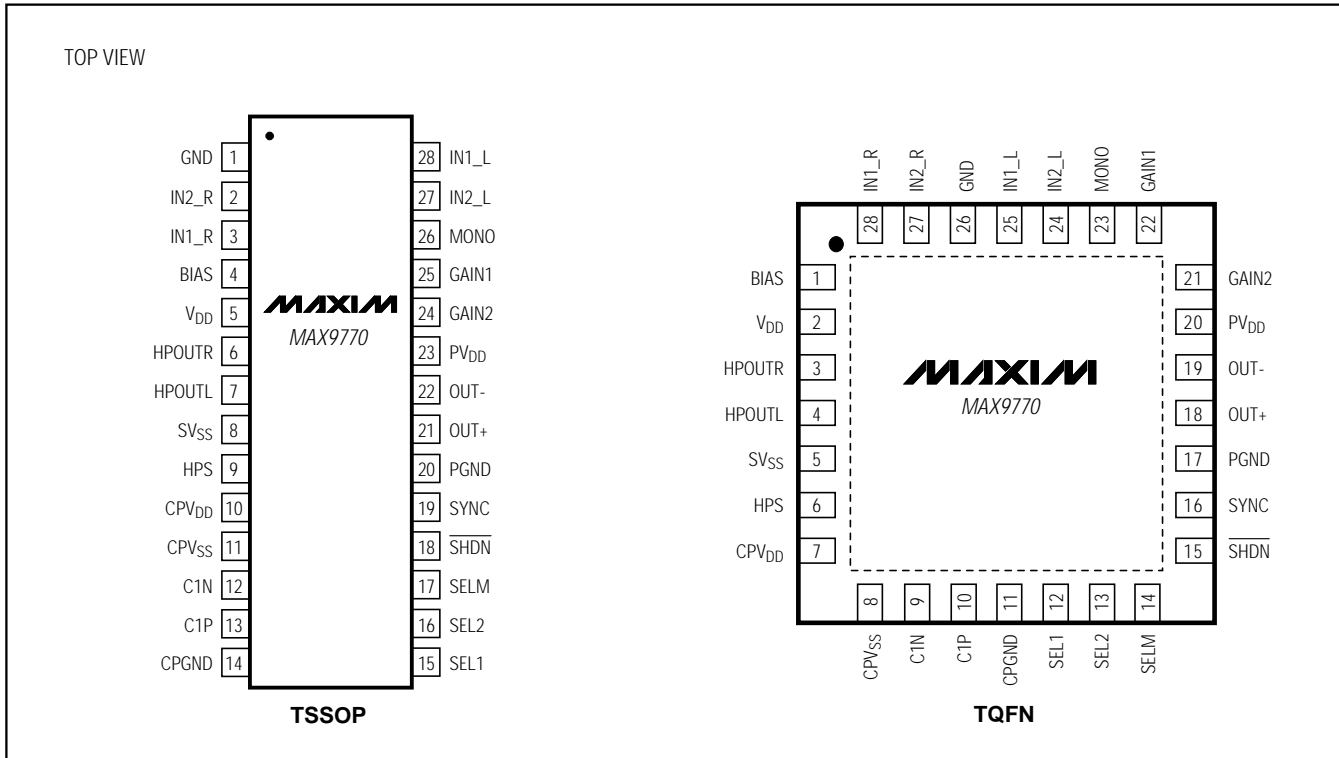 TOP VIEW
GND 1
IN2_R 2
IN1_R 3
BIAS 4
VDD 5
HPOUTR 6
HPOUTL 7
SVSS 8
HPS 9
CPVDD 10
CPVSS 11
C1N 12
C1P 13
CPGND 14
28 IN1_L
27 IN2_L
26 MONO
25 GAIN1
24 GAIN2
23 PVDD
22 OUT-
21 OUT+
20 PGND
19 SYNC
18 SHDN
17 SELM
16 SEL2
15 SEL1
MAXIM
MAX9770
TSSOP
IN1_R 28
IN2_R 27
GND 26
IN1_L 25
IN2_L 24
MONO 23
GAIN1 22
BIAS 1
VDD 2
HPOUTR 3
HPOUTL 4
SVSS 5
HPS 6
CPVDD 7
MAXIM
MAX9770
21 GAIN2
20 PVDD
19 OUT-
18 OUT+
17 PGND
16 SYNC
15 SHDN
8 CPVSS
9 C1N
10 C1P
11 CPGND
12 SEL1
13 SEL2
14 SELM
TQFN